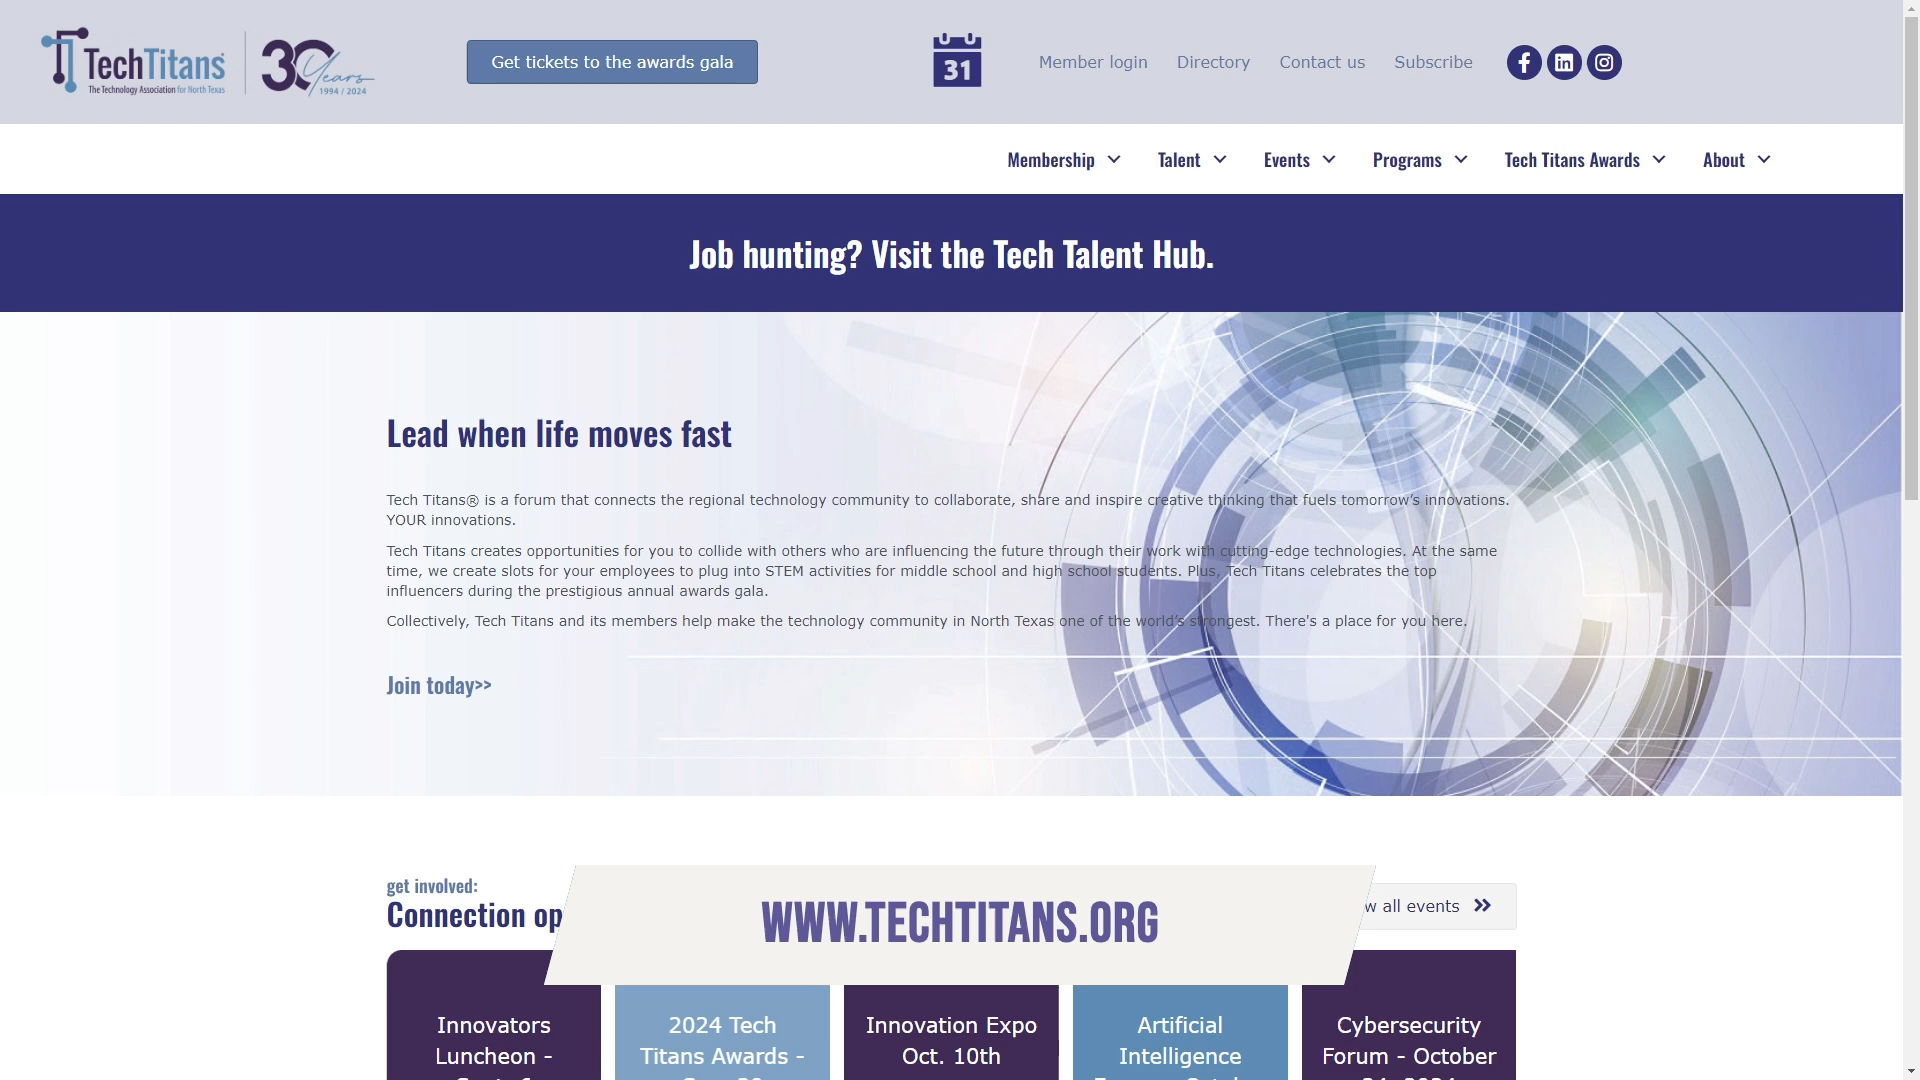 TechTitans
The Technology Association for North Texas
30 Years
1994 / 2024
Get tickets to the awards gala
31
Member login
Directory
Contact us
Subscribe
Membership
Talent
Events
Programs
Tech Titans Awards
About
Job hunting? Visit the Tech Talent Hub.
Lead when life moves fast
Tech Titans® is a forum that connects the regional technology community to collaborate, share and inspire creative thinking that fuels tomorrow’s innovations.
YOUR innovations.
Tech Titans creates opportunities for you to collide with others who are influencing the future through their work with cutting-edge technologies. At the same
time, we create slots for your employees to plug into STEM activities for middle school and high school students. Plus, Tech Titans celebrates the top
influencers during the prestigious annual awards gala.
Collectively, Tech Titans and its members help make the technology community in North Texas one of the world’s strongest. There's a place for you here.
Join today>>
get involved:
Connection op
w all events
WWW.TECHTITANS.ORG
Innovators
Luncheon -
2024 Tech
Titans Awards -
Innovation Expo
Oct. 10th
Artificial
Intelligence
Cybersecurity
Forum - October